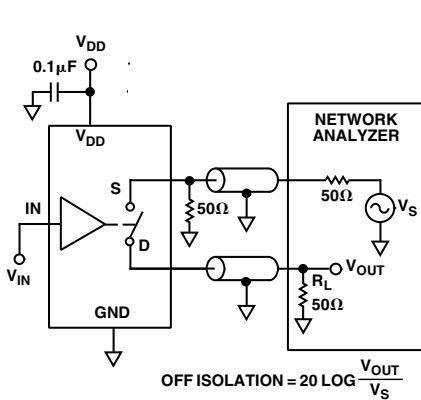 VDD
0.1µF
VDD
NETWORK
ANALYZER
S
IN
50Ω
50Ω
VS
D
VIN
VOUT
RL
50Ω
GND
OFF ISOLATION = 20 LOG VOUT
VS